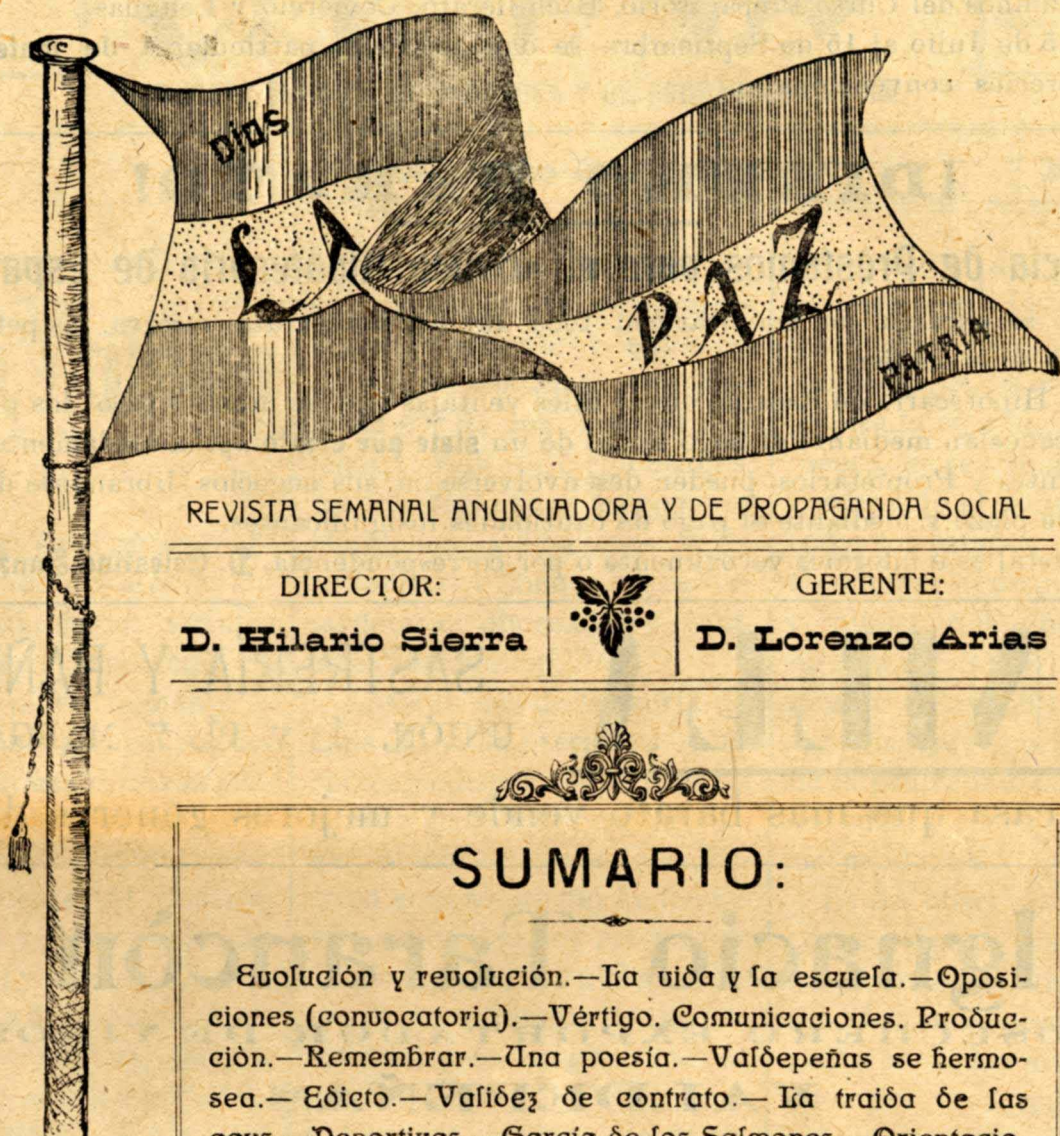 DIOS
LA PAZ
PATRIA
REVISTA SEMANAL ANUNCIADORA Y DE PROPAGANDA SOCIAL
DIRECTOR:
D. Hilario Sierra
GERENTE:
D. Lorenzo Arias
SUMARIO:
Evolución y revolución.—La vida y la escuela.—Oposi-
ciones (convocatoria).—Vértigo. Comunicaciones. Produc-
ciòn.—Remembrar.—Una poesía.—Valdepeñas se hermo-
sea.— Edicto.— Validez de contrato.— La traida de las